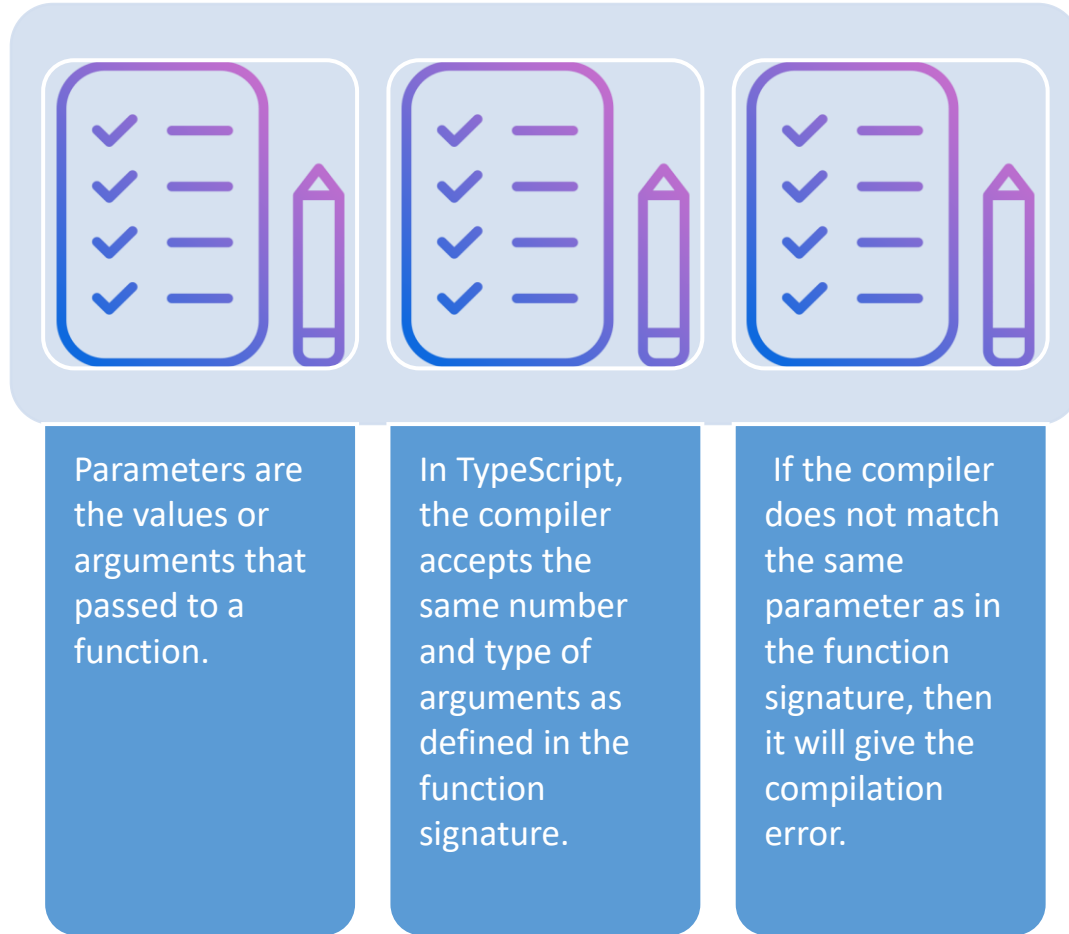 Parameters are
the values or
arguments that
passed to a
function.
In TypeScript,
the compiler
accepts the
same number
and type of
arguments as
defined in the
function
signature.
If the compiler
does not match
the same
parameter as in
the function
signature, then
it will give the
compilation
error.